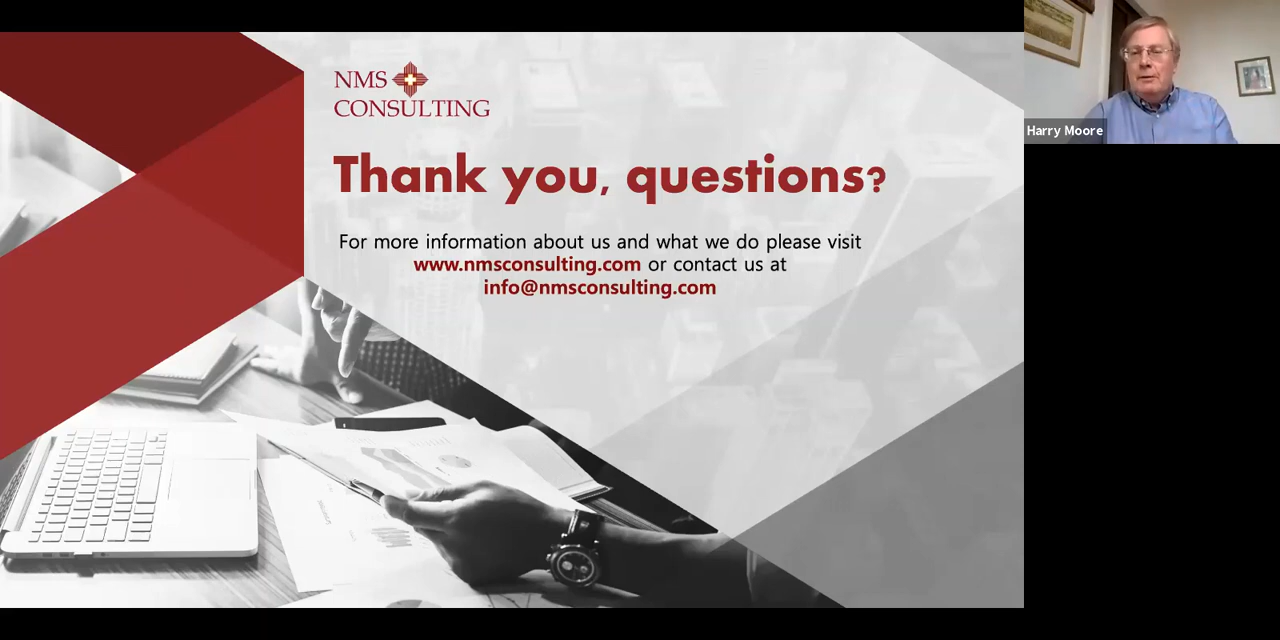 NMS
CONSULTING
Thank you, questions?
For more information about us and what we do please visit
www.nmsconsulting.com or contact us at
info@nmsconsulting.com
Harry Moore